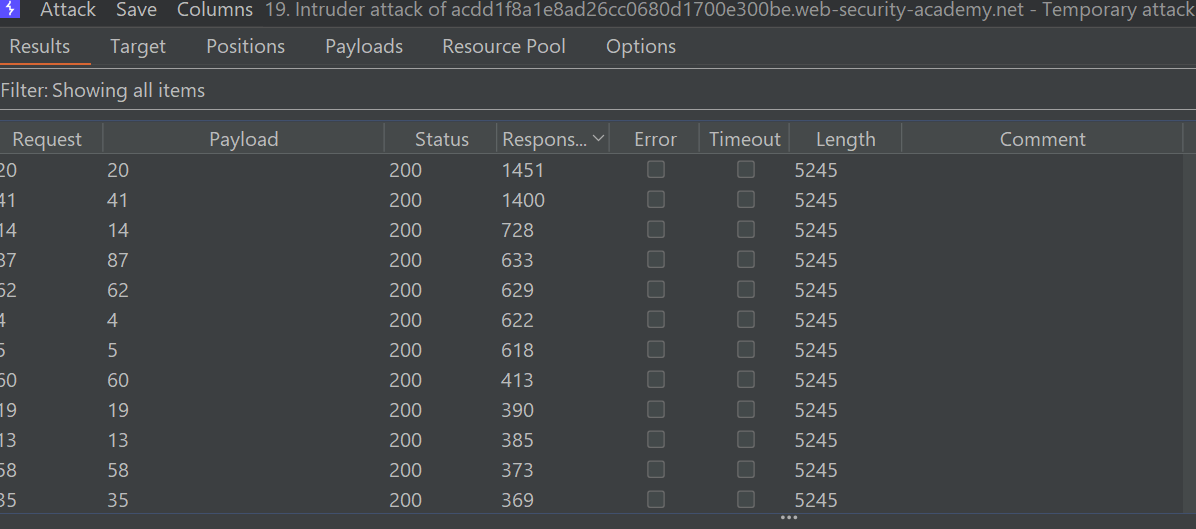 Attack Save Columns 19. Intruder attack of acdd1f8a1e8ad26cc0680d1700e300be.web-security-academy.net - Temporary attack
Results Target Positions Payloads Resource Pool Options
Filter: Showing all items
Request Payload Status Respons... Error Timeout Length Comment
20 20 200 1451 5245
41 41 200 1400 5245
14 14 200 728 5245
87 87 200 633 5245
62 62 200 629 5245
4 4 200 622 5245
5 5 200 618 5245
60 60 200 413 5245
19 19 200 390 5245
13 13 200 385 5245
58 58 200 373 5245
35 35 200 369 5245